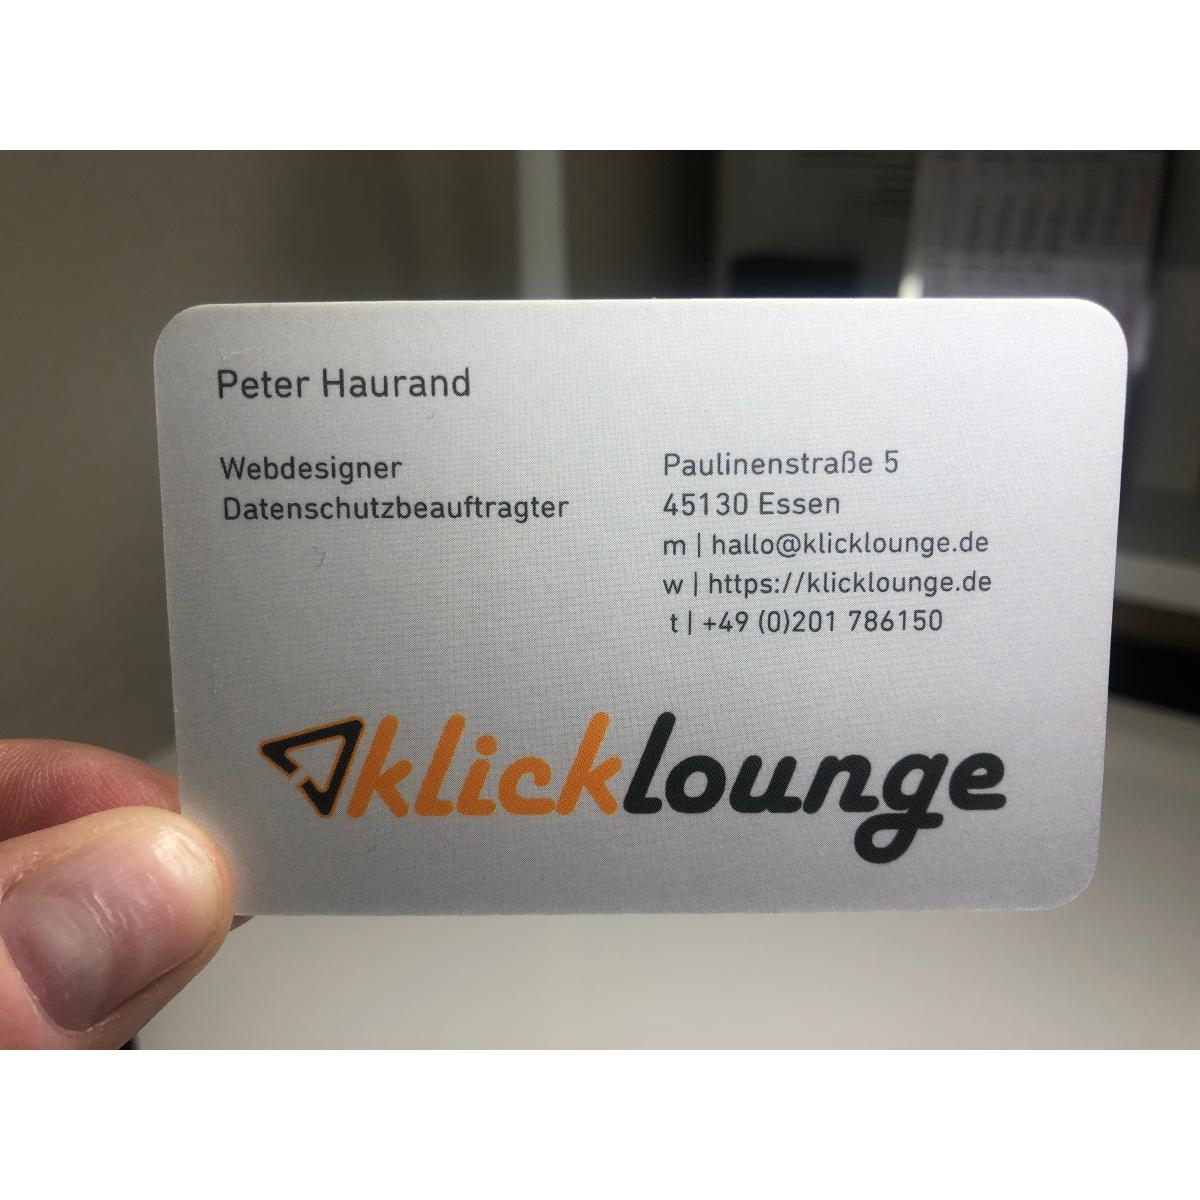 Peter Haurand
Webdesigner
Datenschutzbeauftragter
Paulinenstraße 5
45130 Essen
m | hallo@klicklounge.de
w | https://klicklounge.de
t | +49 (0)201 786150
klicklounge